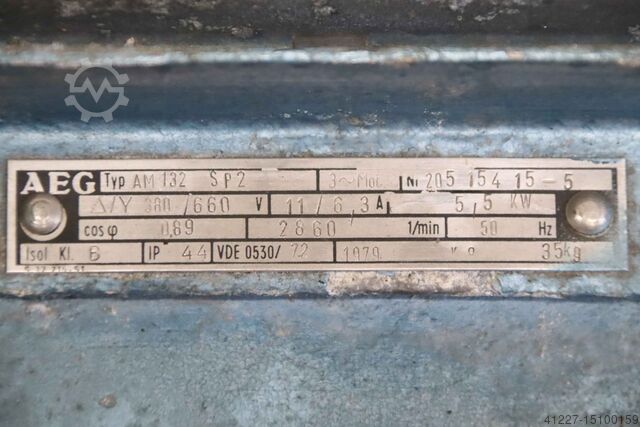 AEG Typ AM 132 SP2 3~Mot. Nr 205 154 15-5
Δ/Y 380/660 V 11/6,3 A 5,5 KW
cos φ 0,89 2860 1/min 50 Hz
Isol Kl. B IP 44 VDE 0530/72 1979 35kg
41227-15100159